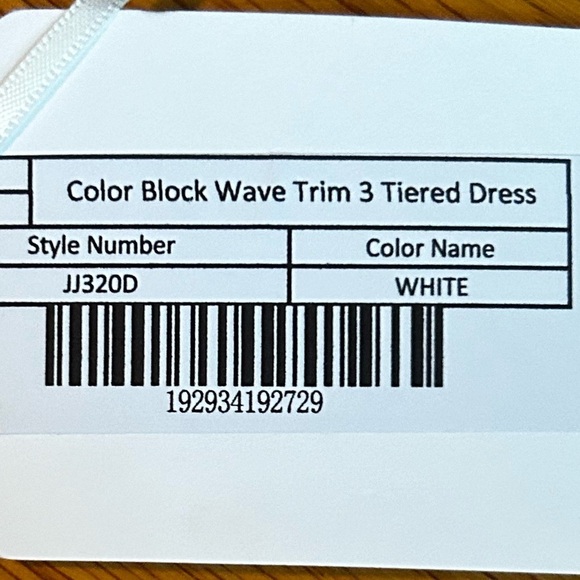 Color Block Wave Trim 3 Tiered Dress
Style Number Color Name
JJ320D WHITE
192934192729